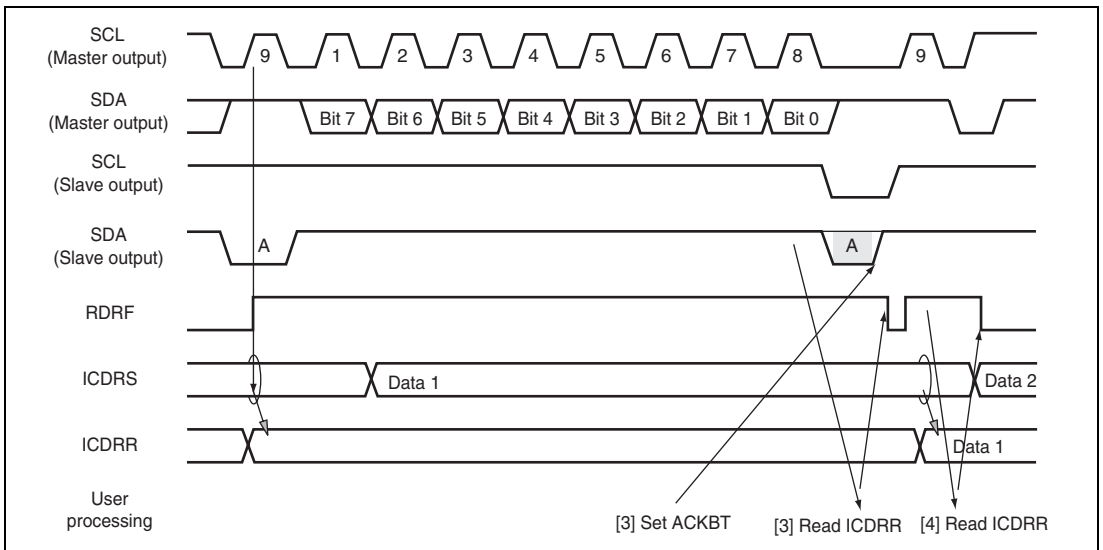 SCL
(Master output)
9 1 2 3 4 5 6 7 8 9
SDA
(Master output)
Bit 7 Bit 6 Bit 5 Bit 4 Bit 3 Bit 2 Bit 1 Bit 0
SCL
(Slave output)
SDA
(Slave output)
A A
RDRF
ICDRS
Data 1 Data 2
ICDRR
Data 1
User
processing
[3] Set ACKBT [3] Read ICDRR [4] Read ICDRR